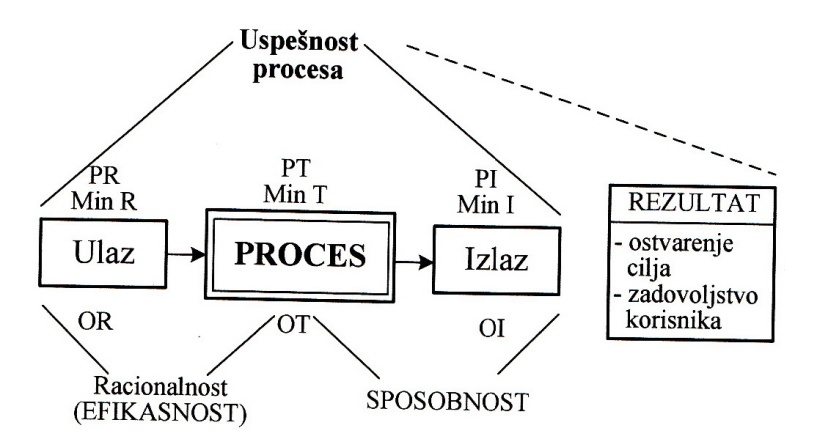 Uspešnost
procesa
PR
Min R
PT
Min T
PI
Min I
Ulaz
PROCES
Izlaz
REZULTAT
- ostvarenje
cilja
- zadovoljstvo
korisnika
OR
OT
OI
Racionalnost
(EFIKASNOST)
SPOSOBNOST